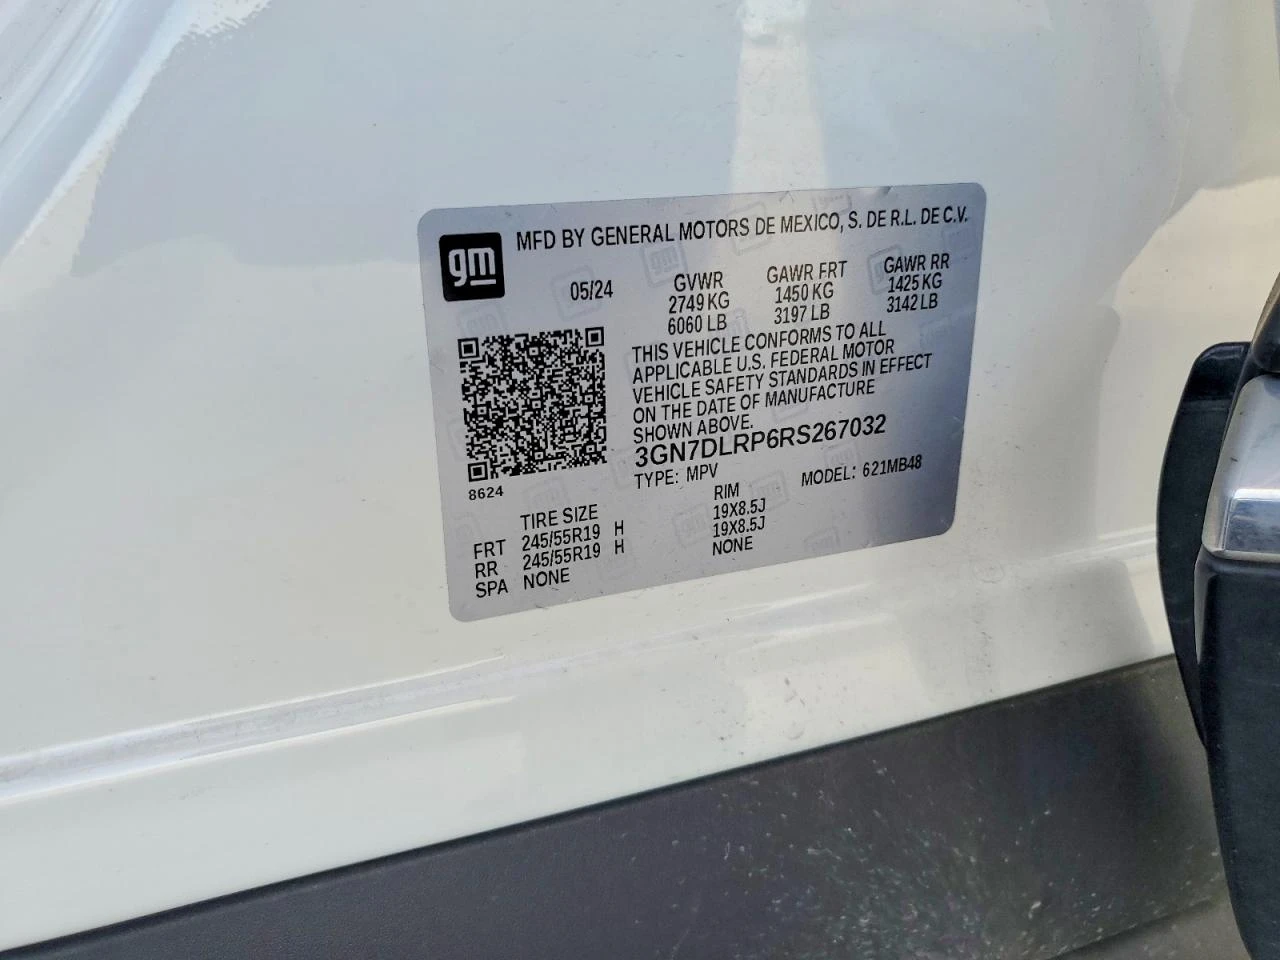 gm
MFD BY GENERAL MOTORS DE MEXICO, S. DE R.L. DE C.V.
05/24
GVWR GAWR FRT GAWR RR
2749 KG 1450 KG 1425 KG
6060 LB 3197 LB 3142 LB
THIS VEHICLE CONFORMS TO ALL
APPLICABLE U.S. FEDERAL MOTOR
VEHICLE SAFETY STANDARDS IN EFFECT
ON THE DATE OF MANUFACTURE
SHOWN ABOVE.
3GN7DLRP6RS267032
TYPE: MPV MODEL: 621MB48
8624
TIRE SIZE RIM
FRT 245/55R19 H 19X8.5J
RR 245/55R19 H 19X8.5J
SPA NONE NONE